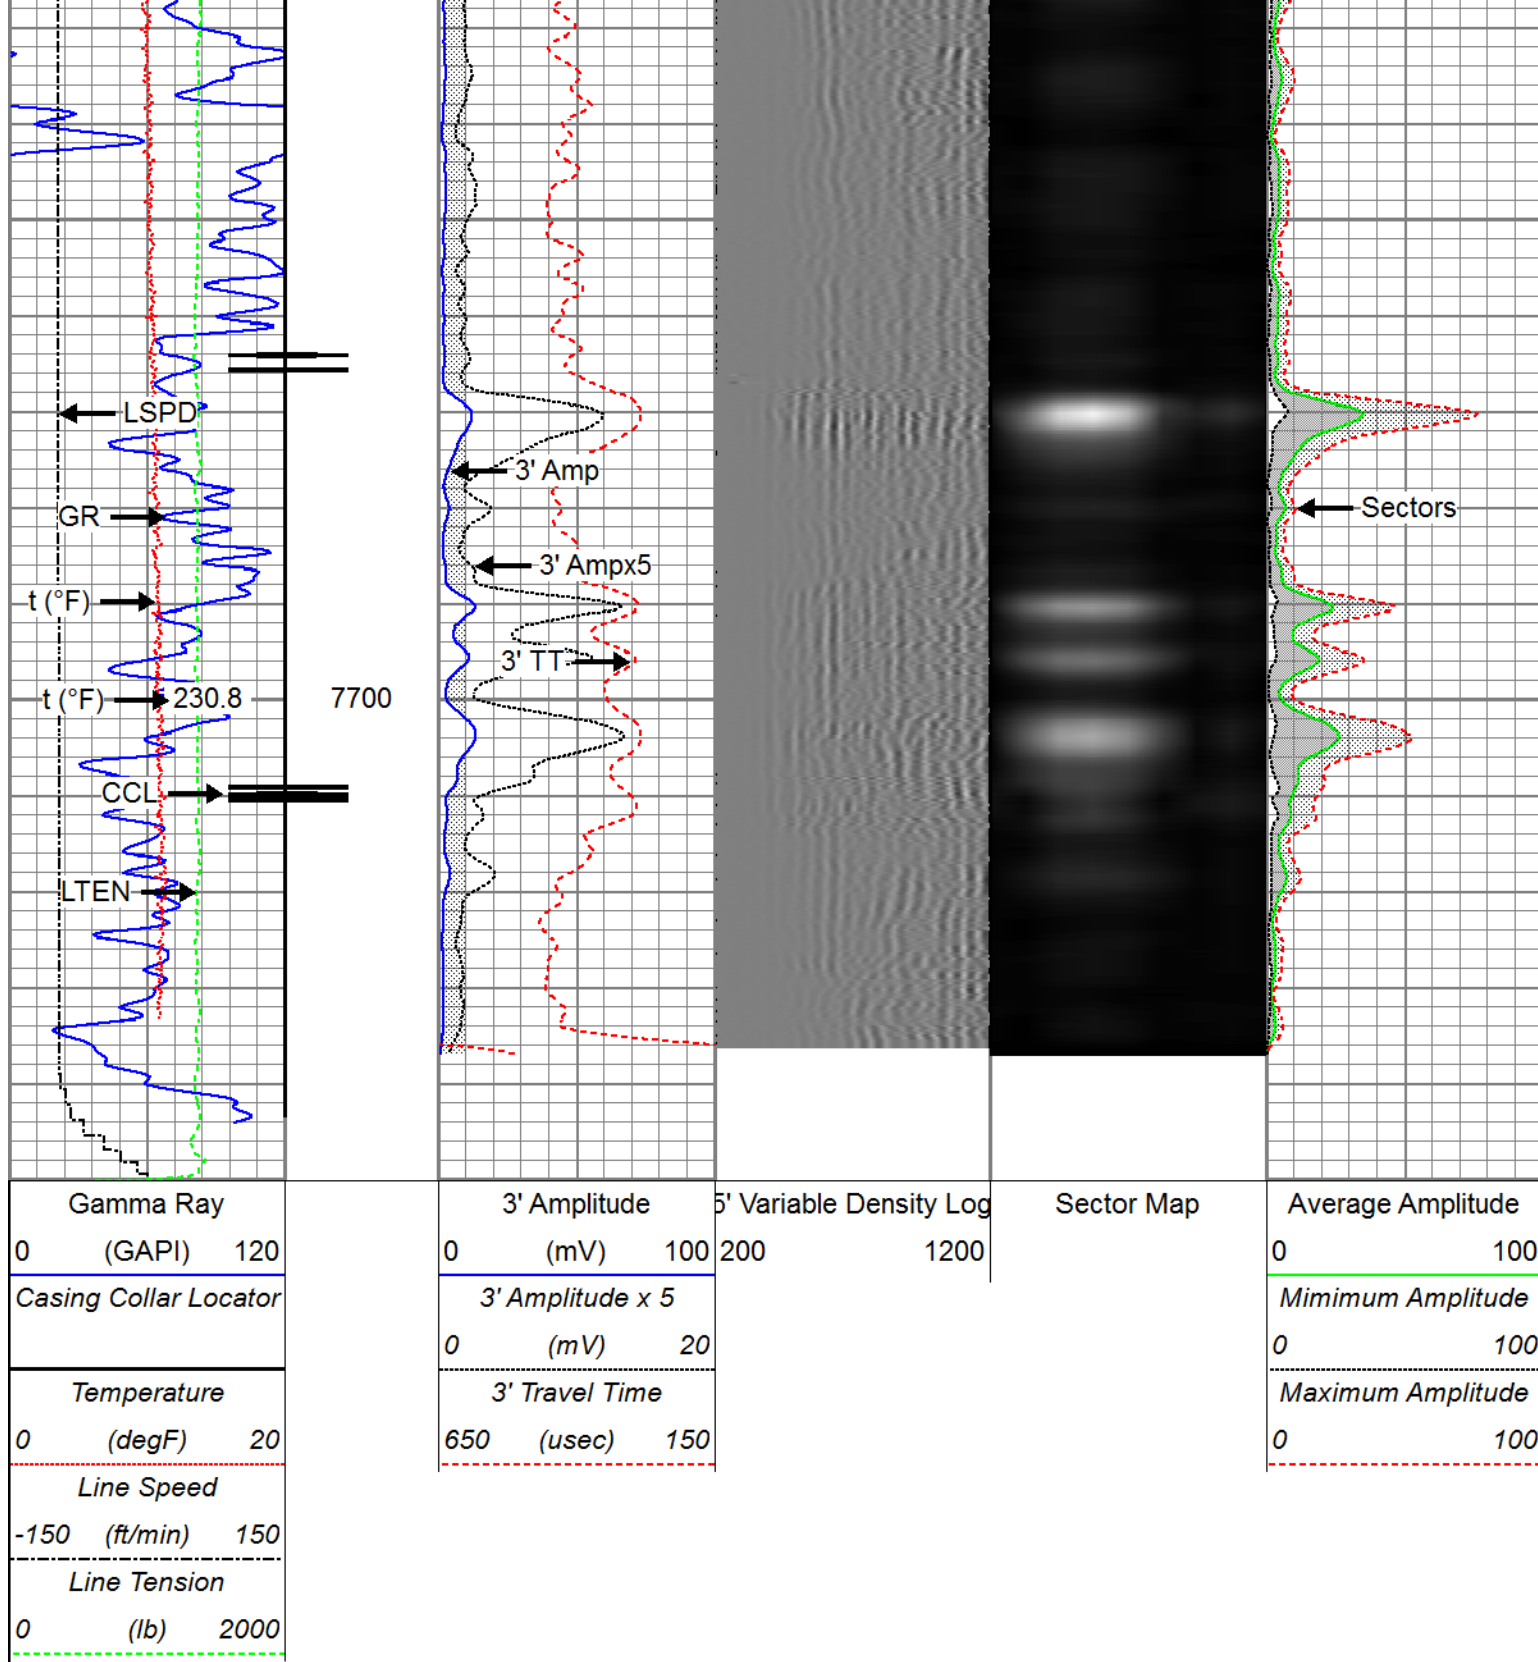 LSPD
3' Amp
GR
Sectors
3' Ampx5
t (°F)
3' TT
t (°F) 230.8
7700
CCL
LTEN
Gamma Ray
0 (GAPI) 120
Casing Collar Locator
Temperature
0 (degF) 20
Line Speed
-150 (ft/min) 150
Line Tension
0 (lb) 2000
3' Amplitude
0 (mV) 100
3' Amplitude x 5
0 (mV) 20
3' Travel Time
650 (usec) 150
5' Variable Density Log
200 1200
Sector Map
Average Amplitude
0 100
Mimimum Amplitude
0 100
Maximum Amplitude
0 100